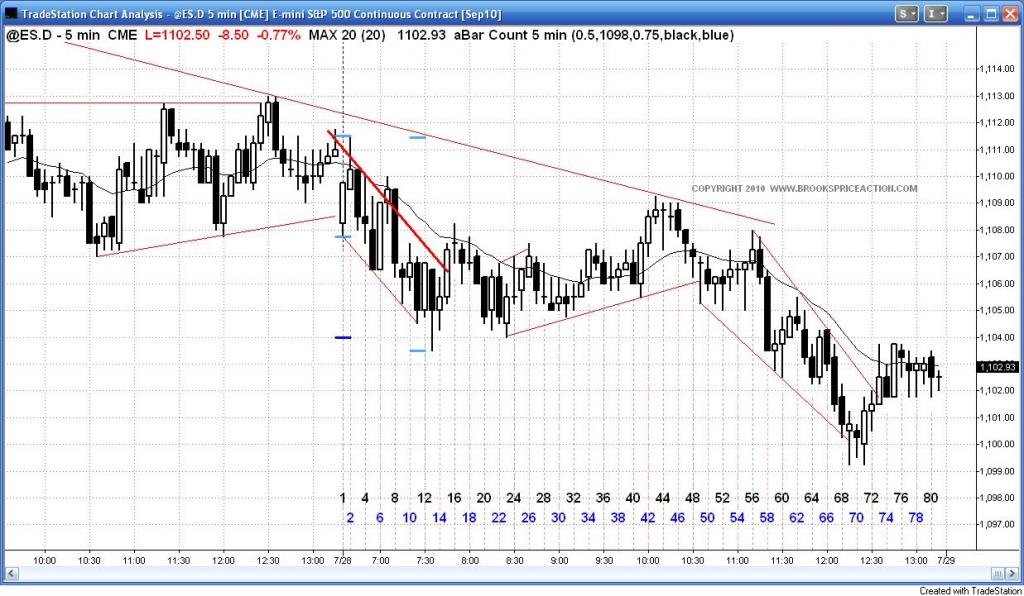 TradeStation Chart Analysis - @ES.D 5 min [CME] E-mini S&P 500 Continuous Contract [Sep10]
S I
@ES.D - 5 min CME L=1102.50 -8.50 -0.77% MAX 20 (20) 1102.93 aBar Count 5 min (0.5,1098,0.75,black,blue)
1,114.00
1,113.00
1,112.00
1,111.00
1,110.00
COPYRIGHT 2010 WWW.BROOKSPRICEACTION.COM
1,109.00
1,108.00
1,107.00
1,106.00
1,105.00
1,104.00
1,102.93
1,102.00
1,101.00
1,100.00
1,099.00
1 4 8 12 16 20 24 28 32 36 40 44 48 52 56 60 64 68 72 76 80
1,098.00
2 6 10 14 18 22 26 30 34 38 42 46 50 54 58 62 66 70 74 78
1,097.00
10:00 10:30 11:00 11:30 12:00 12:30 13:00 7/28 7:00 7:30 8:00 8:30 9:00 9:30 10:00 10:30 11:00 11:30 12:00 12:30 13:00 7/29
Created with TradeStation